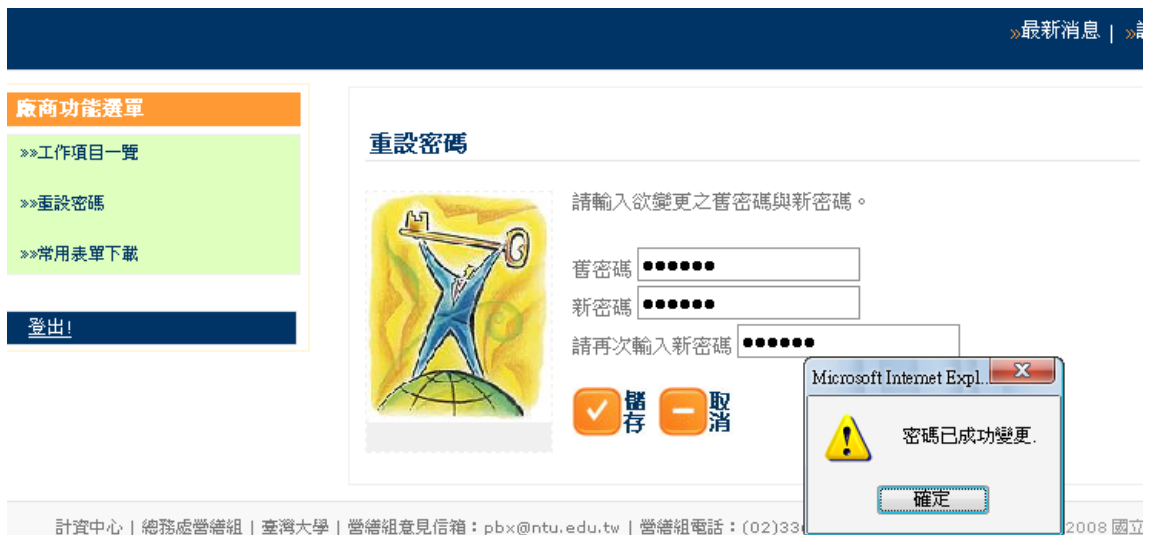 »最新消息 | »
廠商功能選單
»»工作項目一覽
»»重設密碼
»»常用表單下載
登出!
重設密碼
請輸入欲變更之舊密碼與新密碼。
舊密碼 ●●●●●●
新密碼 ●●●●●●
請再次輸入新密碼 ●●●●●●
儲存 取消
Microsoft Internet Expl...
密碼已成功變更.
確定
計資中心 | 總務處營繕組 | 臺灣大學 | 營繕組意見信箱：pbx@ntu.edu.tw | 營繕組電話：(02)33 2008 國立